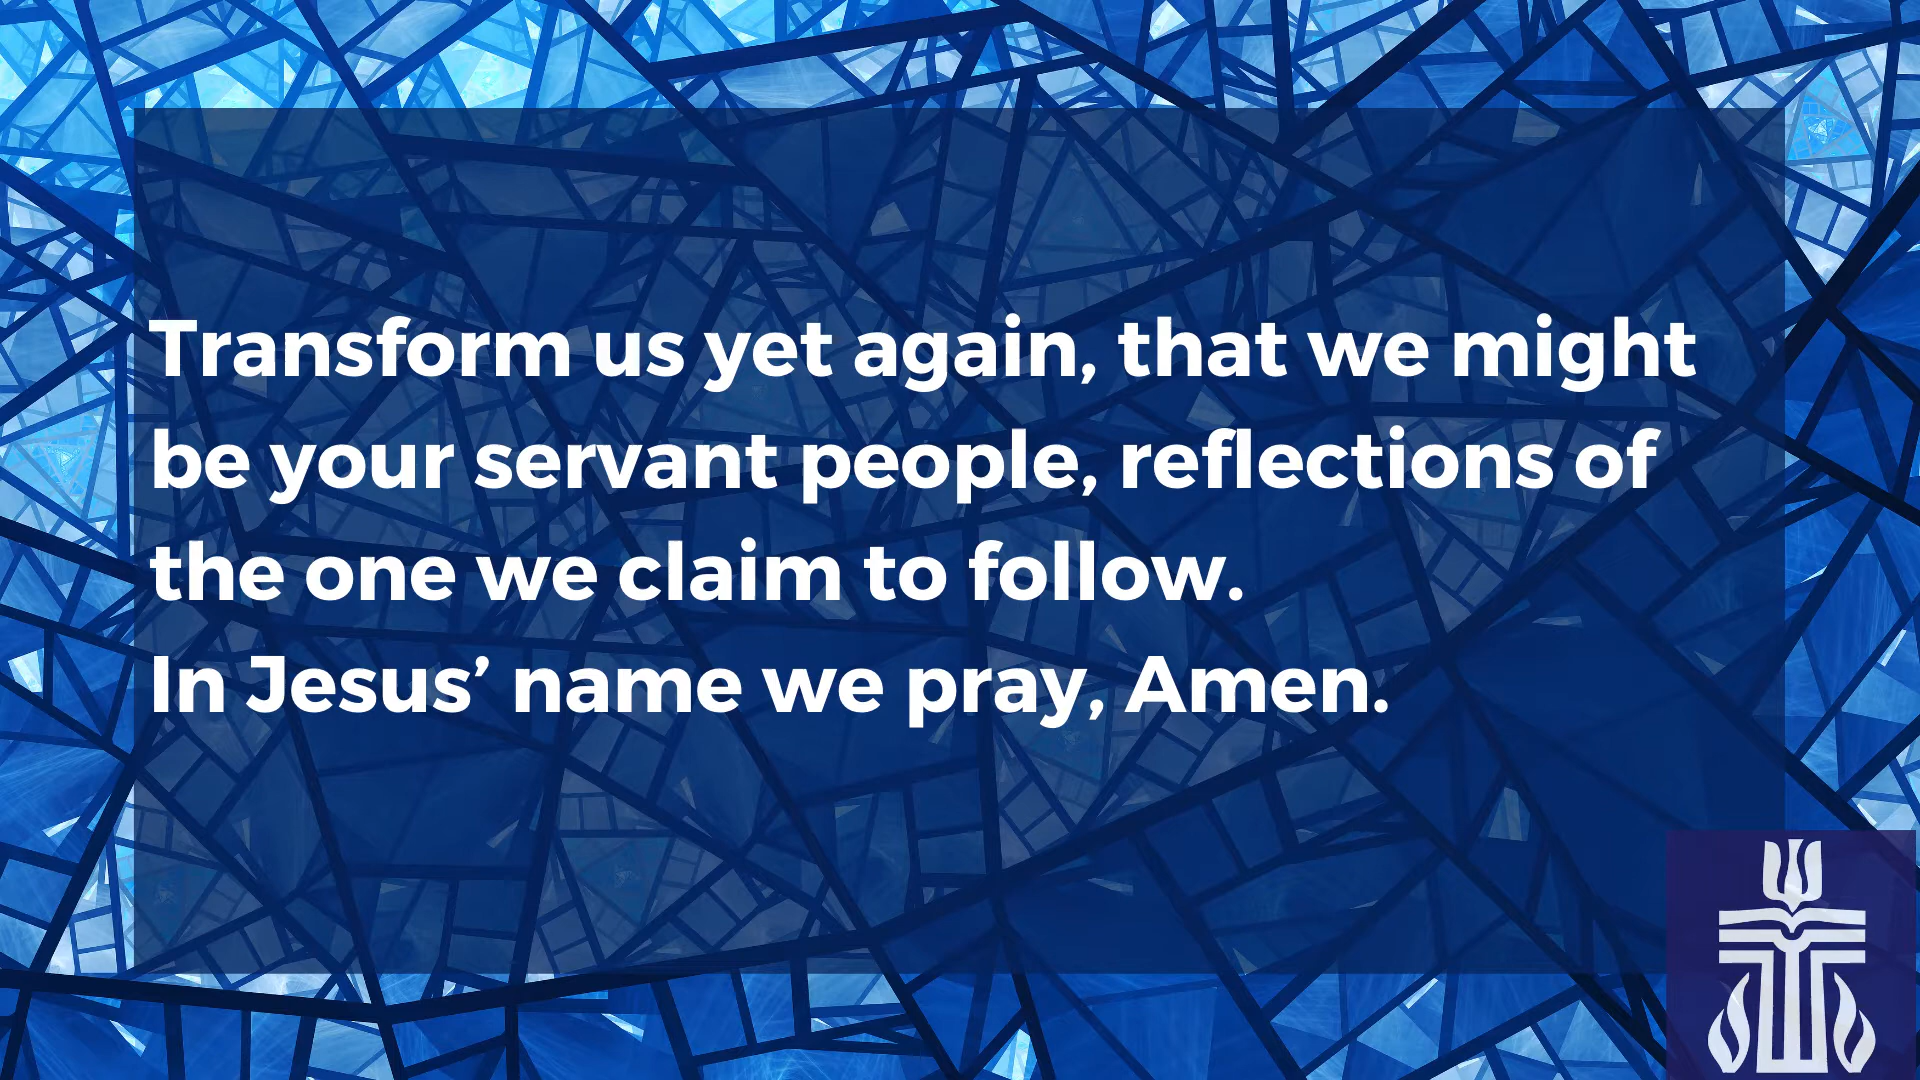 Transform us yet again, that we might
be your servant people, reflections of
the one we claim to follow.
In Jesus’ name we pray, Amen.